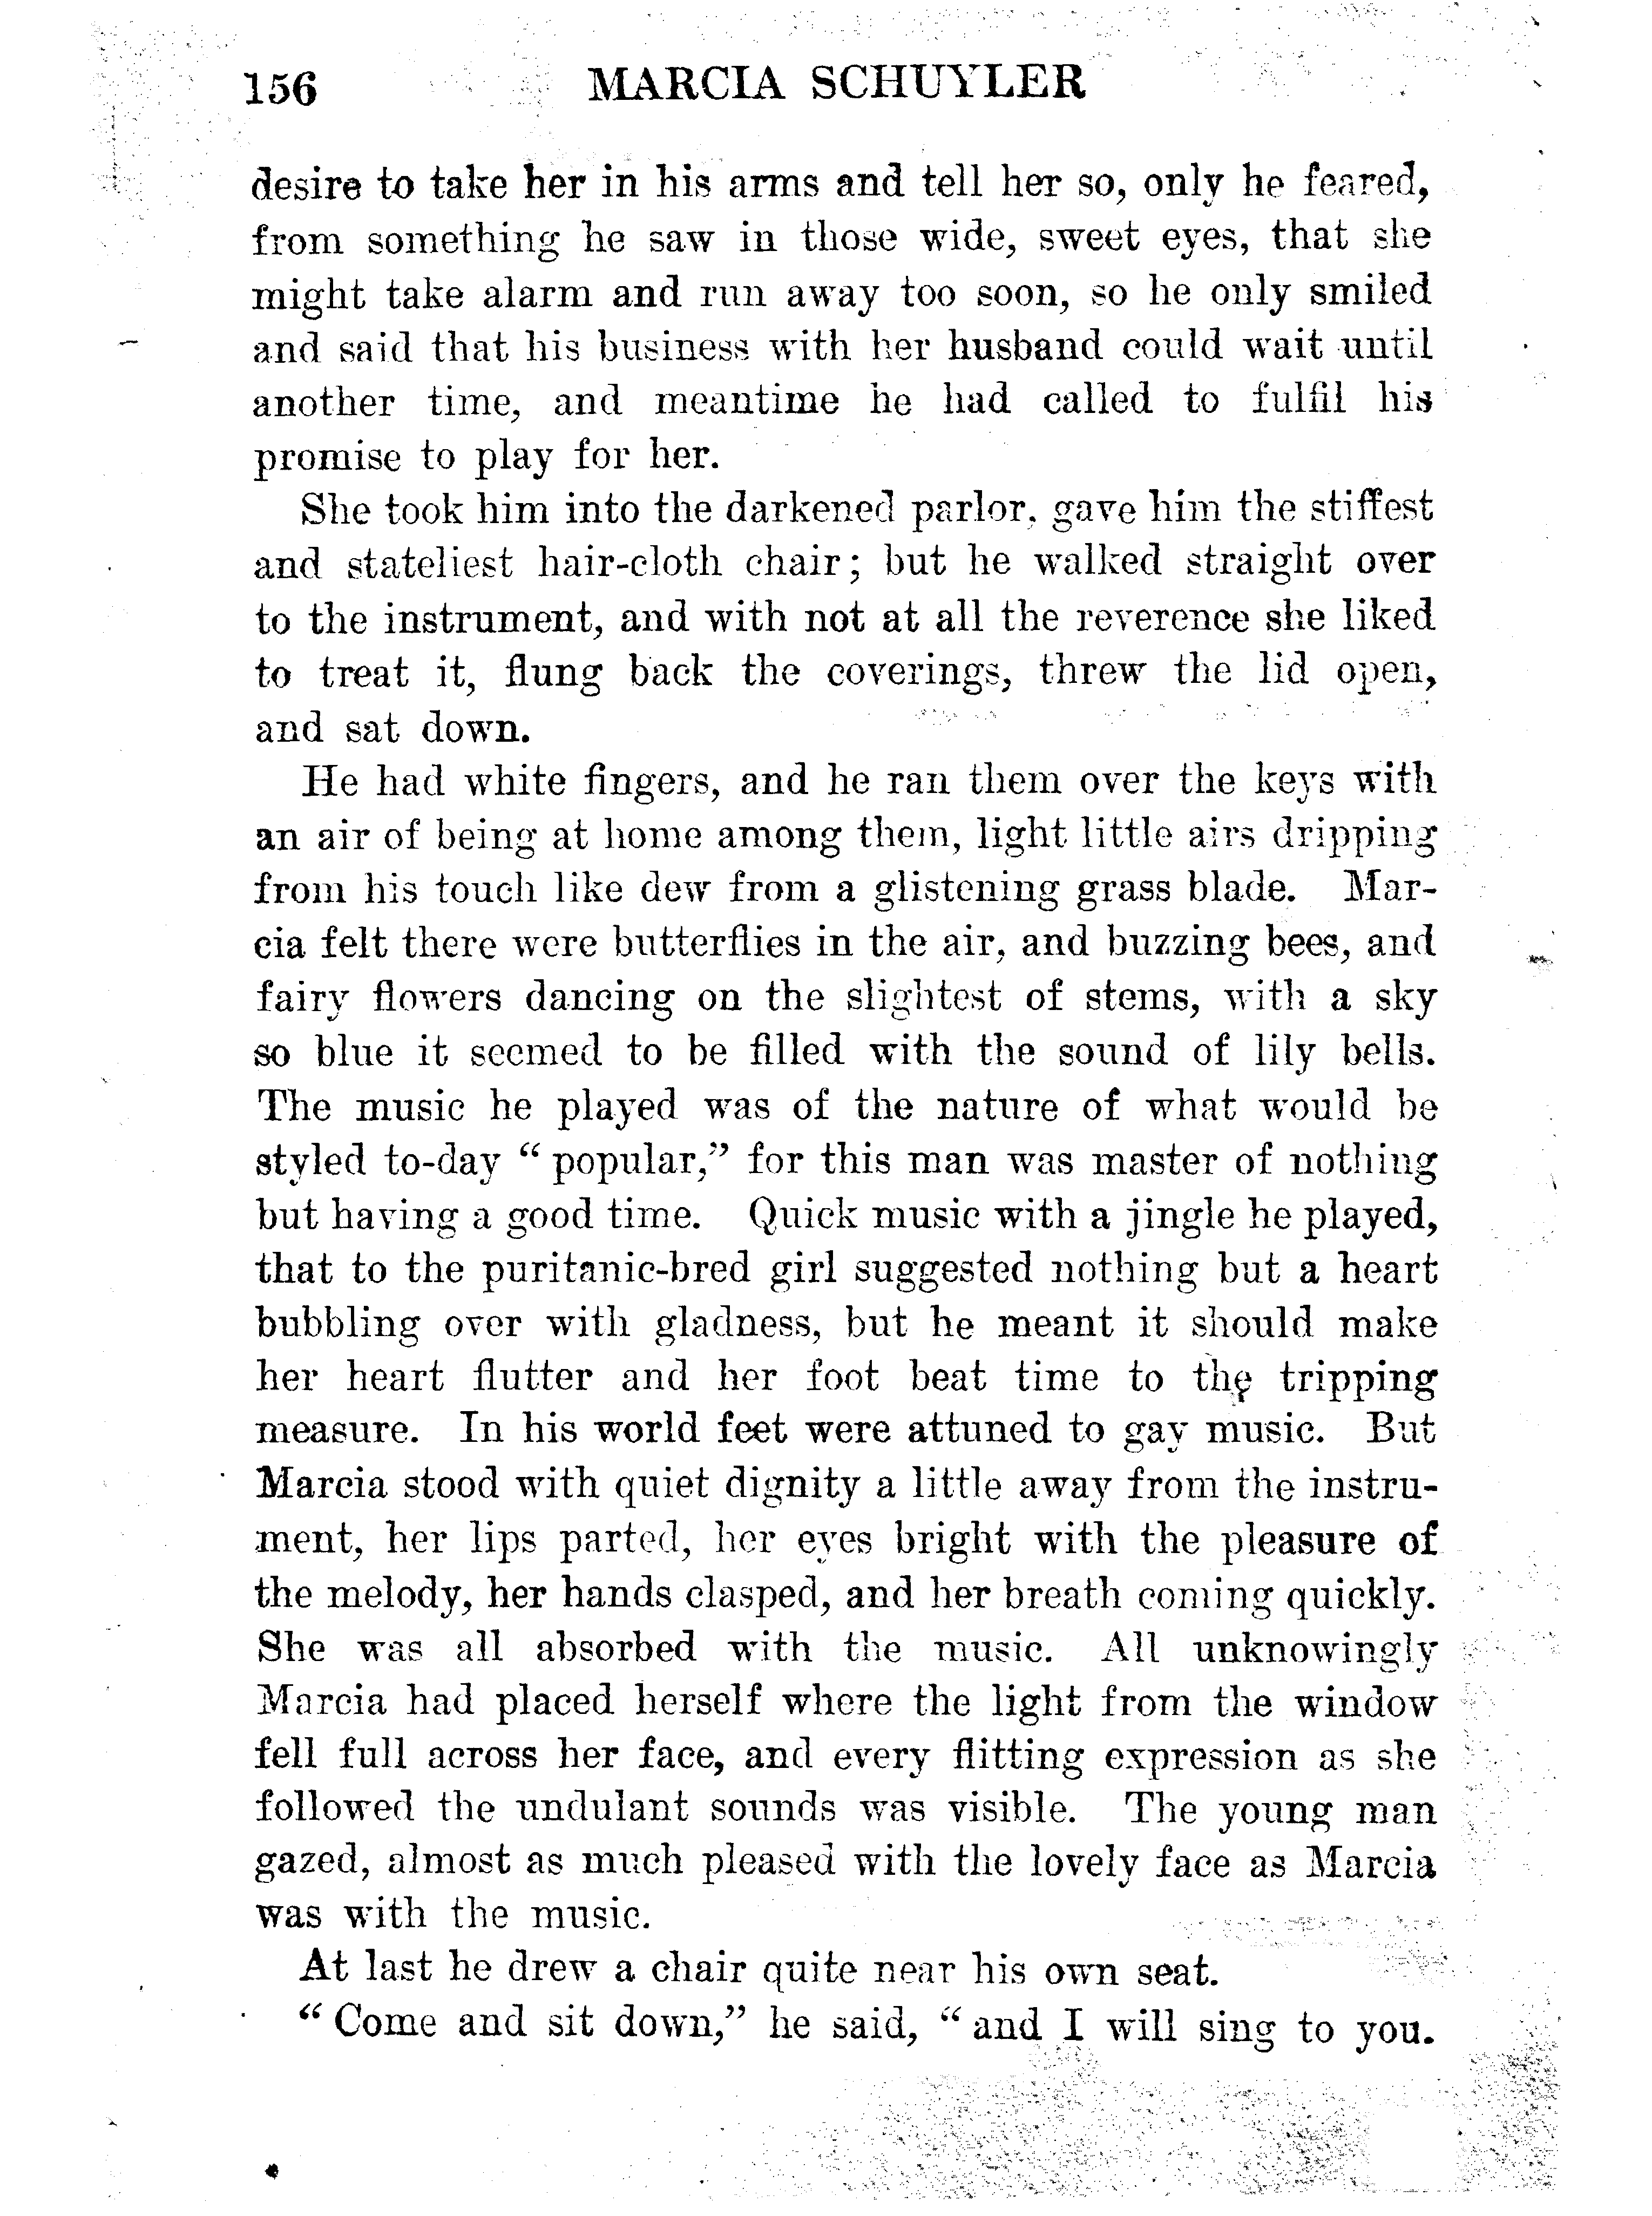 156 MARCIA SCHUYLER
desire to take her in his arms and tell her so, only he feared,
from something he saw in those wide, sweet eyes, that she
might take alarm and run away too soon, so he only smiled
and said that his business with her husband could wait until
another time, and meantime he had called to fulfil his
promise to play for her.
She took him into the darkened parlor, gave him the stiffest
and stateliest hair-cloth chair; but he walked straight over
to the instrument, and with not at all the reverence she liked
to treat it, flung back the coverings, threw the lid open,
and sat down.
He had white fingers, and he ran them over the keys with
an air of being at home among them, light little airs dripping
from his touch like dew from a glistening grass blade. Mar-
cia felt there were butterflies in the air, and buzzing bees, and
fairy flowers dancing on the slightest of stems, with a sky
so blue it seemed to be filled with the sound of lily bells.
The music he played was of the nature of what would be
styled to-day " popular," for this man was master of nothing
but having a good time. Quick music with a jingle he played,
that to the puritanic-bred girl suggested nothing but a heart
bubbling over with gladness, but he meant it should make
her heart flutter and her foot beat time to the tripping
measure. In his world feet were attuned to gay music. But
Marcia stood with quiet dignity a little away from the instru-
ment, her lips parted, her eyes bright with the pleasure of
the melody, her hands clasped, and her breath coming quickly.
She was all absorbed with the music. All unknowingly
Marcia had placed herself where the light from the window
fell full across her face, and every flitting expression as she
followed the undulant sounds was visible. The young man
gazed, almost as much pleased with the lovely face as Marcia
was with the music.
At last he drew a chair quite near his own seat.
" Come and sit down," he said, " and I will sing to you.